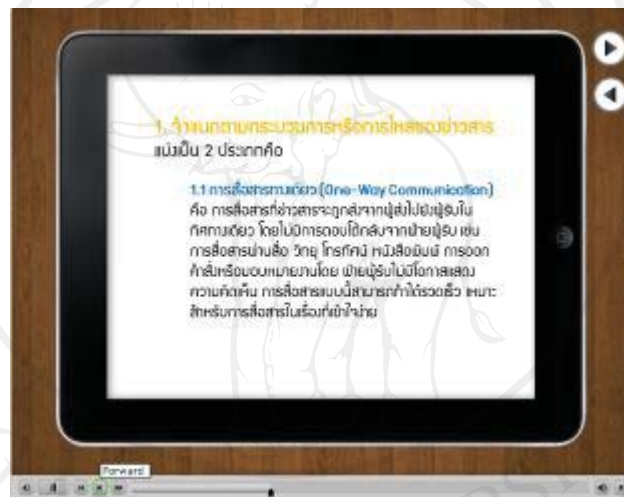 1. จำแนกตามกระบวนการหรือการไหลของข่าวสาร
แบ่งเป็น 2 ประเภทคือ
1.1 การสื่อสารทางเดียว (One-Way Communication)
คือ การสื่อสารที่ข่าวสารจะถูกส่งจากผู้ส่งไปยังผู้รับใน
ทิศทางเดียว โดยไม่มีการตอบโต้กลับจากฝ่ายผู้รับ เช่น
การสื่อสารผ่านสื่อ วิทยุ โทรทัศน์ หนังสือพิมพ์ การออก
คำสั่งหรือมอบหมายงานโดย ฝ่ายผู้รับไม่มีโอกาสแสดง
ความคิดเห็น การสื่อสารแบบนี้สามารถทำได้รวดเร็ว เหมาะ
สำหรับการสื่อสารในเรื่องที่เข้าใจง่าย
Forward